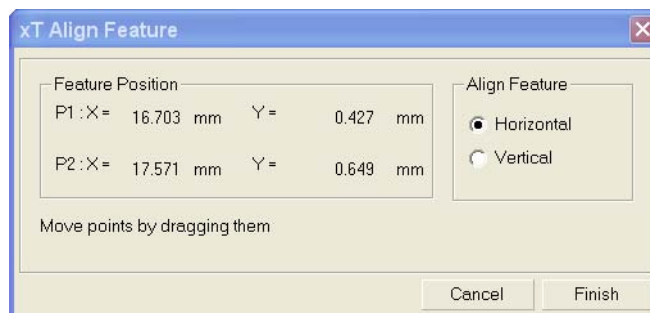 xT Align Feature
Feature Position
P1 : X = 16.703 mm Y = 0.427 mm
P2 : X = 17.571 mm Y = 0.649 mm
Move points by dragging them
Align Feature
Horizontal
Vertical
Cancel Finish